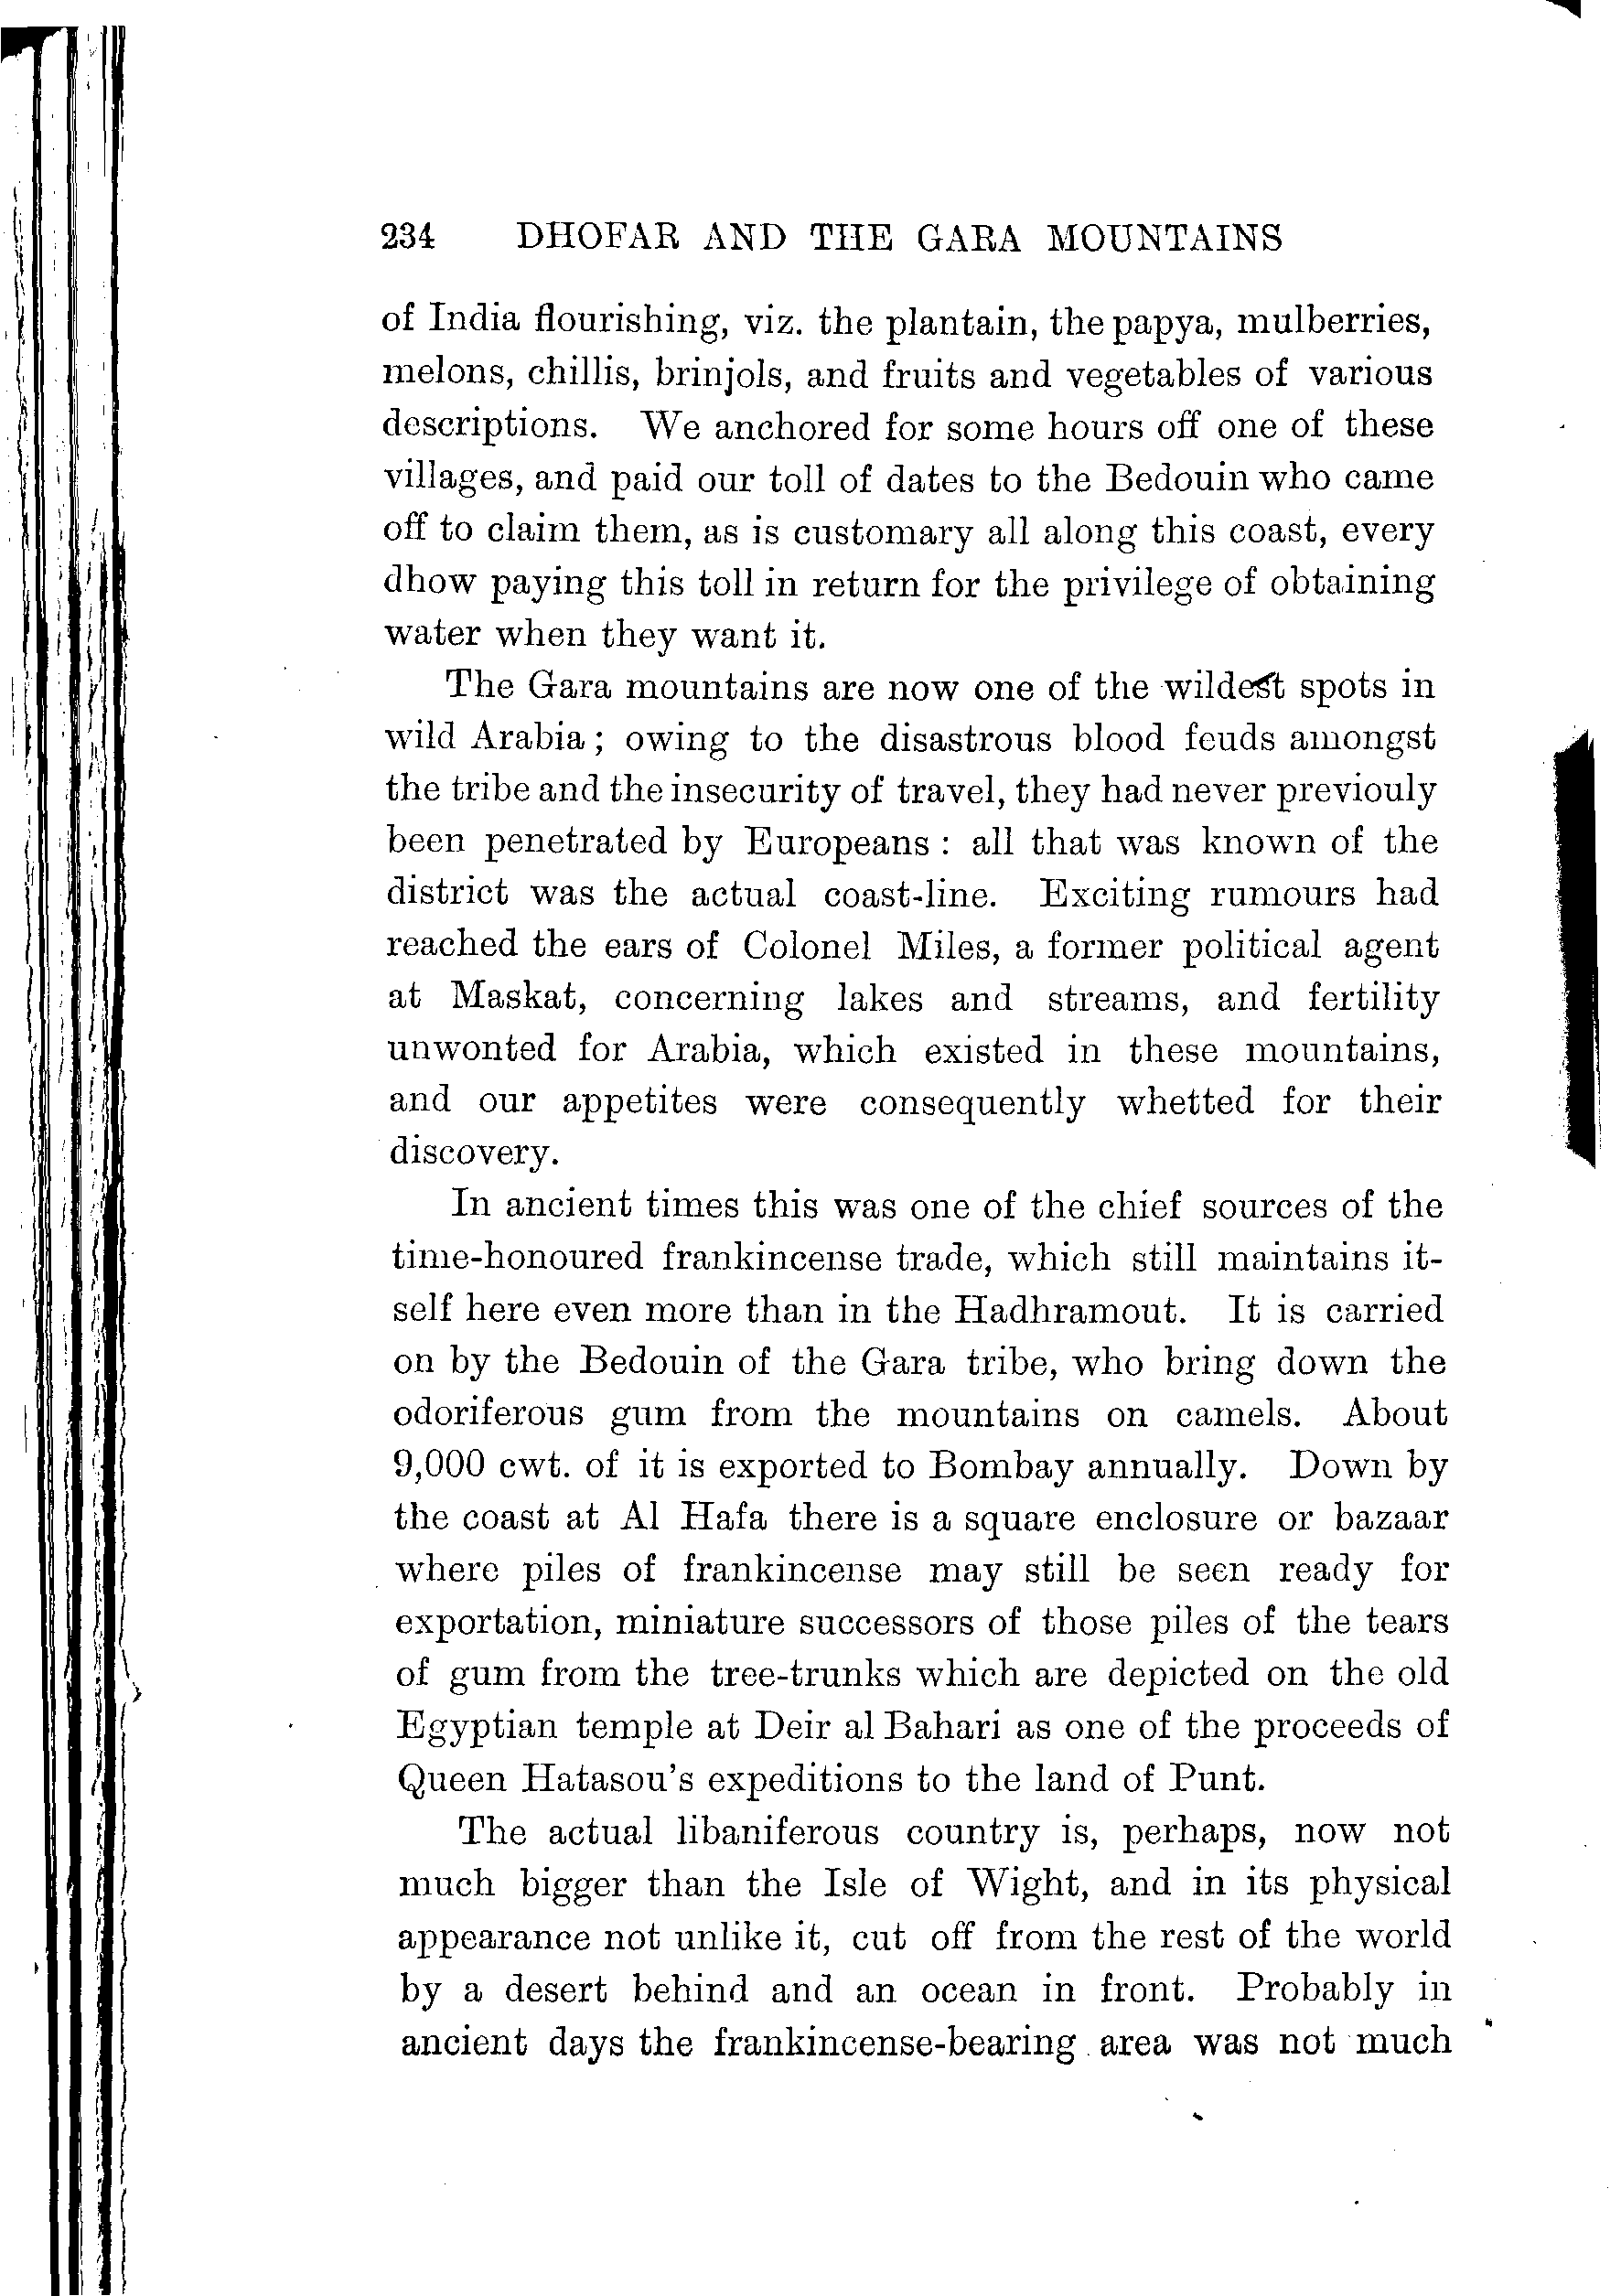 234 DHOFAR AND THE GARA MOUNTAINS
of India flourishing, viz. the plantain, the papya, mulberries,
melons, chillis, brinjols, and fruits and vegetables of various
descriptions. We anchored for some hours off one of these
villages, and paid our toll of dates to the Bedouin who came
off to claim them, as is customary all along this coast, every
dhow paying this toll in return for the privilege of obtaining
water when they want it.
The Gara mountains are now one of the wildest spots in
wild Arabia; owing to the disastrous blood feuds amongst
the tribe and the insecurity of travel, they had never previouly
been penetrated by Europeans: all that was known of the
district was the actual coast-line. Exciting rumours had
reached the ears of Colonel Miles, a former political agent
at Maskat, concerning lakes and streams, and fertility
unwonted for Arabia, which existed in these mountains,
and our appetites were consequently whetted for their
discovery.
In ancient times this was one of the chief sources of the
time-honoured frankincense trade, which still maintains it-
self here even more than in the Hadhramout. It is carried
on by the Bedouin of the Gara tribe, who bring down the
odoriferous gum from the mountains on camels. About
9,000 cwt. of it is exported to Bombay annually. Down by
the coast at Al Hafa there is a square enclosure or bazaar
where piles of frankincense may still be seen ready for
exportation, miniature successors of those piles of the tears
of gum from the tree-trunks which are depicted on the old
Egyptian temple at Deir al Bahari as one of the proceeds of
Queen Hatasou's expeditions to the land of Punt.
The actual libaniferous country is, perhaps, now not
much bigger than the Isle of Wight, and in its physical
appearance not unlike it, cut off from the rest of the world
by a desert behind and an ocean in front. Probably in
ancient days the frankincense-bearing area was not much